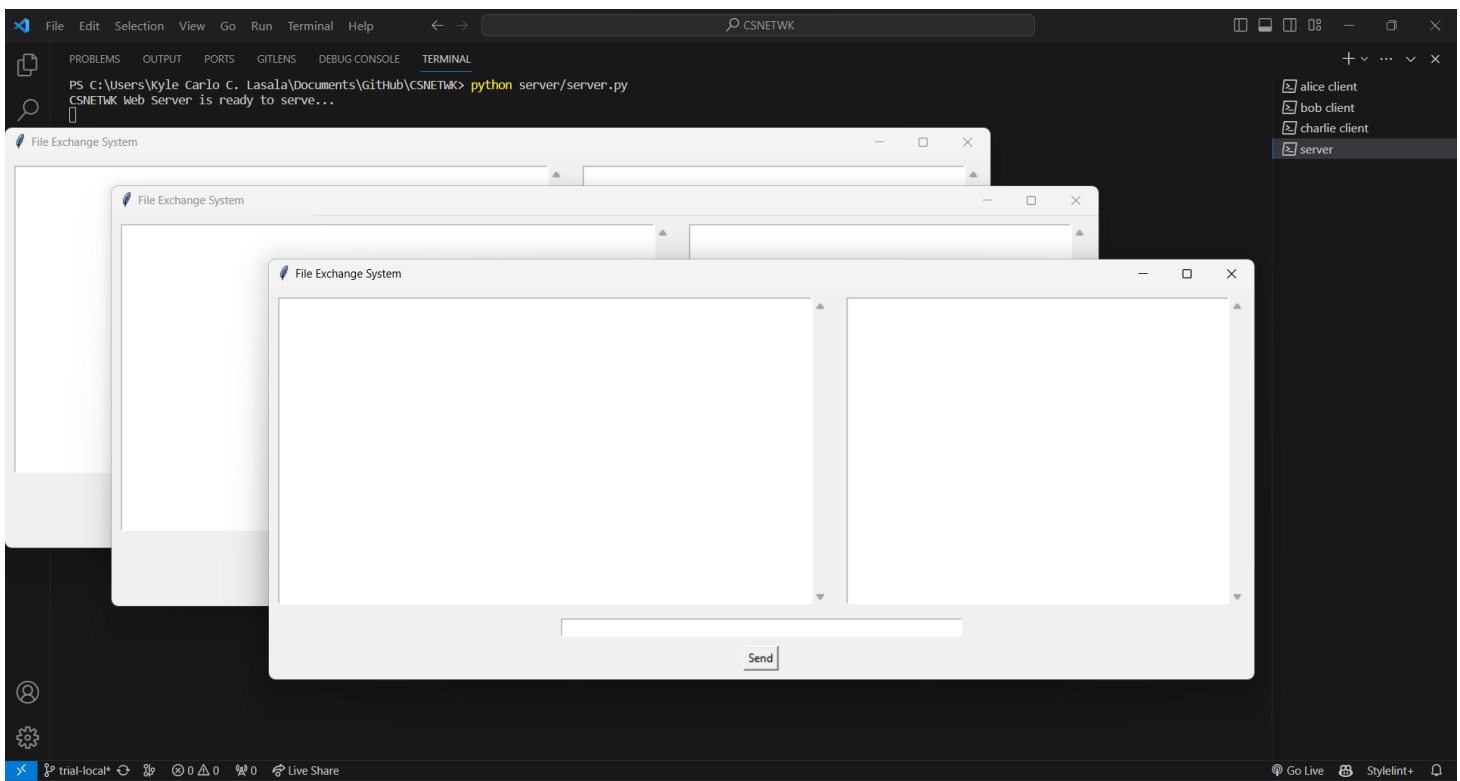 File Edit Selection View Go Run Terminal Help CSNETWK
PROBLEMS OUTPUT PORTS GITLENS DEBUG CONSOLE TERMINAL
PS C:\Users\Kyle Carlo C. Lasala\Documents\GitHub\CSNETWK> python server/server.py
CSNETWK Web Server is ready to serve...
alice client
bob client
charlie client
server
File Exchange System
File Exchange System
File Exchange System
Send
trial-local* 0 0 0 Live Share
Go Live Stylelint+